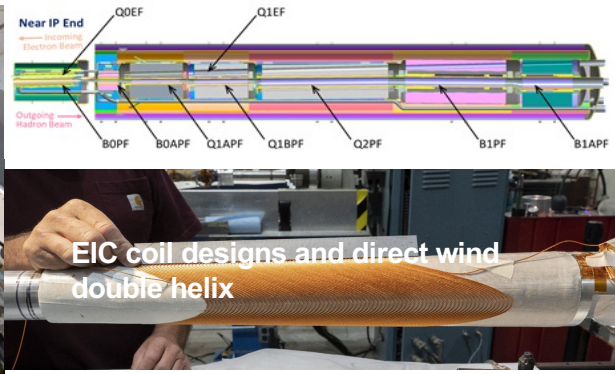 Q0EF
Q1EF
Near IP End
Incoming
Electron Beam
Outgoing
Hadron Beam
B0PF
B0APF
Q1APF
Q1BPF
Q2PF
B1PF
B1APF
EIC coil designs and direct wind
double helix